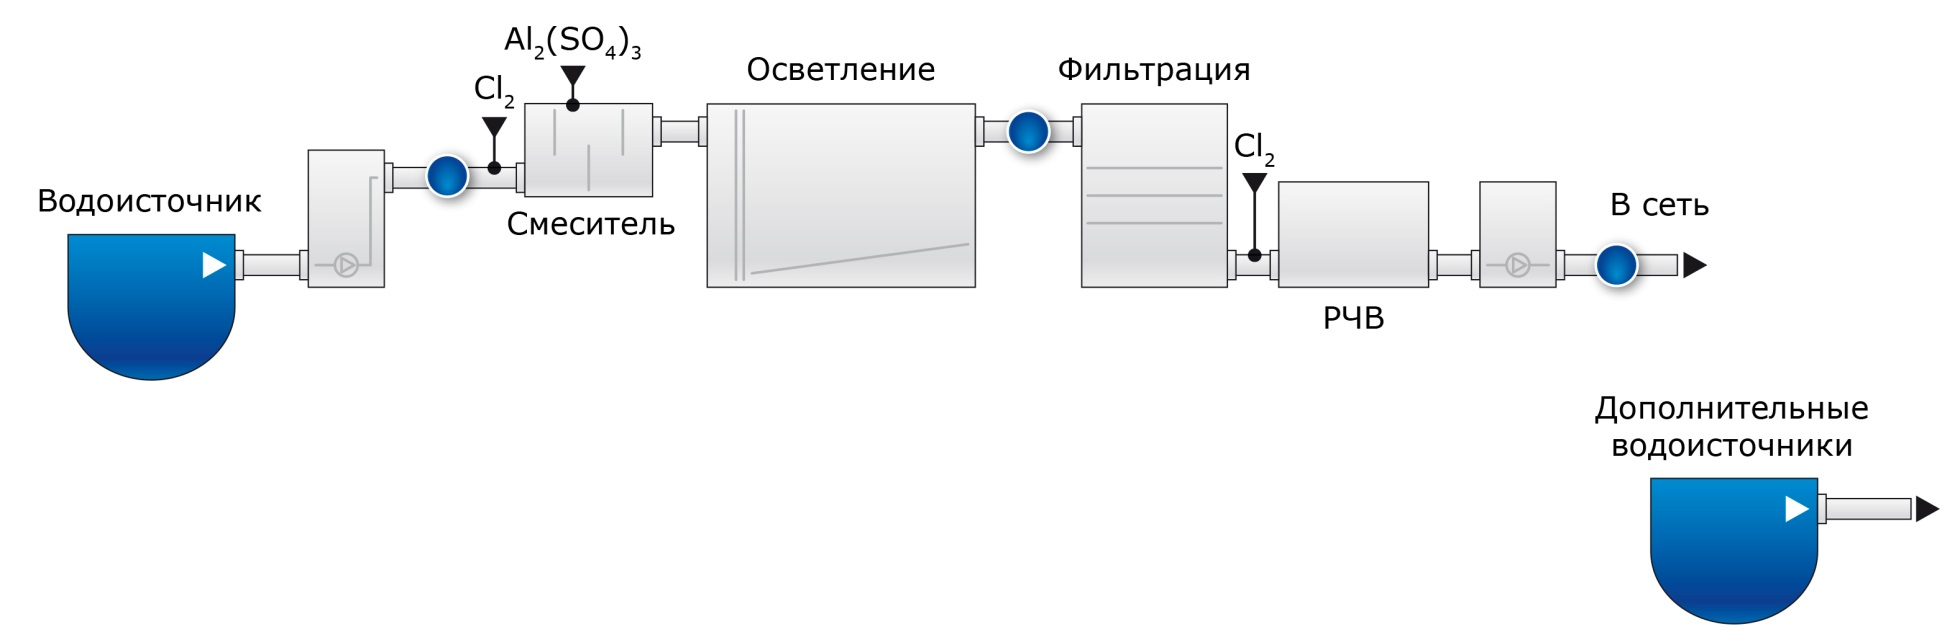 Al₂(SO₄)₃
Cl₂
Осветление
Фильтрация
Cl₂
Водоисточник
Смеситель
В сеть
РЧВ
Дополнительные
водоисточники